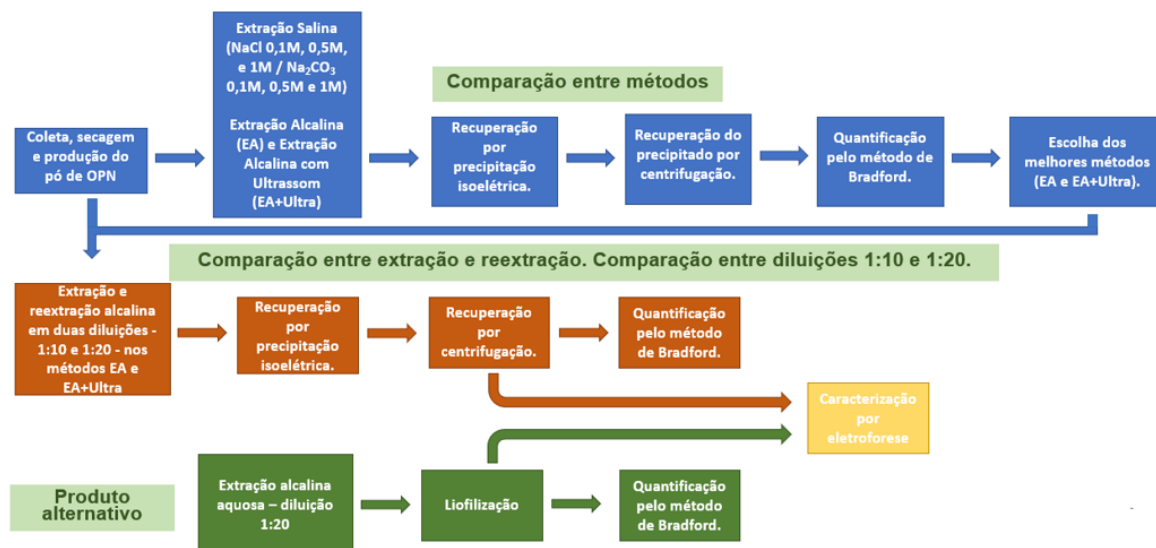 Extração Salina
(NaCl 0,1M, 0,5M,
e 1M / Na₂CO₃
0,1M, 0,5M e 1M)
Extração Alcalina
(EA) e Extração
Alcalina com
Ultrassom
(EA+Ultra)
Comparação entre métodos
Coleta, secagem
e produção do
pó de OPN
Recuperação
por
precipitação
isoelétrica.
Recuperação do
precipitado por
centrifugação.
Quantificação
pelo método de
Bradford.
Escolha dos
melhores métodos
(EA e EA+Ultra).
Comparação entre extração e reextração. Comparação entre diluições 1:10 e 1:20.
Extração e
reextração alcalina
em duas diluições -
1:10 e 1:20 - nos
métodos EA e
EA+Ultra
Recuperação
por
precipitação
isoelétrica.
Recuperação
por
centrifugação.
Quantificação
pelo método
de Bradford.
Caracterização
por
eletroforese
Produto
alternativo
Extração alcalina
aquosa – diluição
1:20
Liofilização
Quantificação
pelo método
de Bradford.